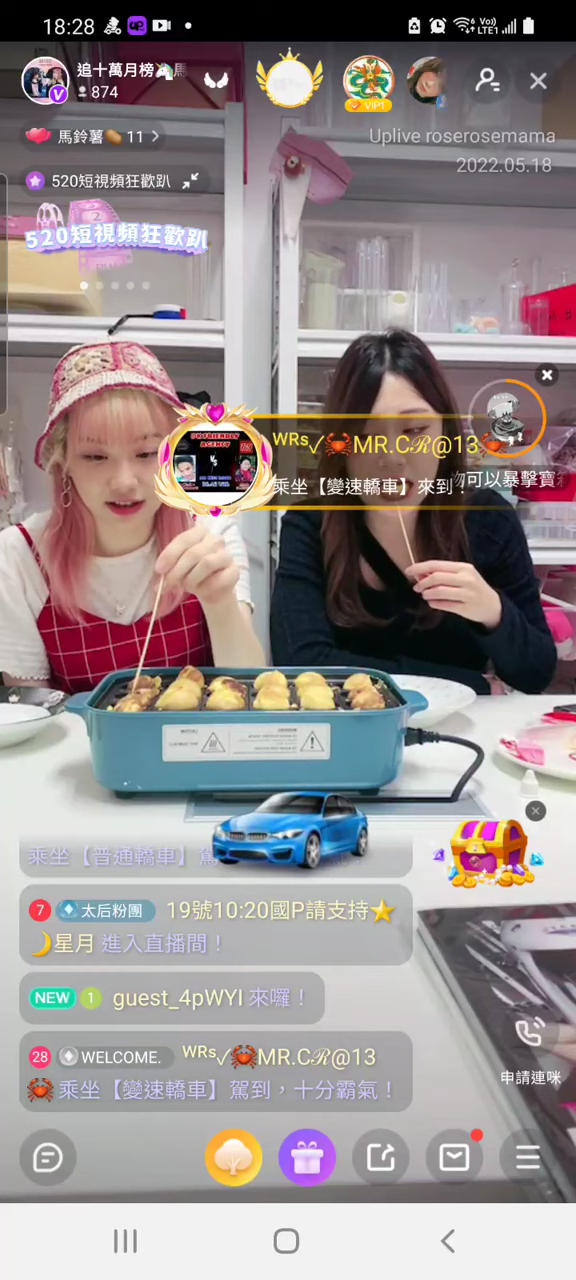 18:28
Vo))
LTE1
追十萬月榜🦄馬
874
VIP1
馬鈴薯🥔 11 >
Uplive roserosemama
2022.05.18
520短視頻狂歡趴
520短視頻狂歡趴
WRs✓🦀MR.Cℛ@13🦀
乘坐【變速轎車】來到！
物可以暴擊寶
乘坐【普通轎車】駕
7 太后粉團 19號10:20國P請支持⭐
🌙星月 進入直播間！
NEW 1 guest_4pWYI 來囉！
28 WELCOME. WRs✓🦀MR.Cℛ@13
🦀 乘坐【變速轎車】駕到，十分霸氣！
申請連咪